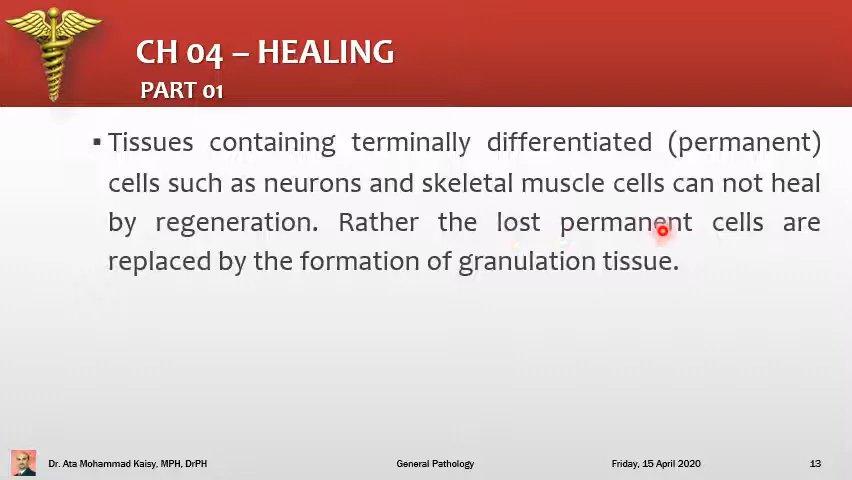 CH 04 – HEALING
PART 01
▪ Tissues containing terminally differentiated (permanent)
cells such as neurons and skeletal muscle cells can not heal
by regeneration. Rather the lost permanent cells are
replaced by the formation of granulation tissue.
Dr. Ata Mohammad Kaisy, MPH, DrPH
General Pathology
Friday, 15 April 2020
13